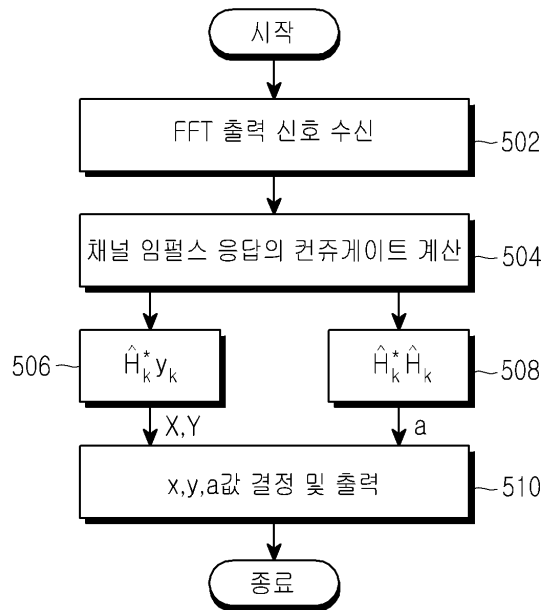 시작
FFT 출력 신호 수신
502
채널 임펄스 응답의 컨쥬게이트 계산
504
506
Ĥ*ₖyₖ
Ĥ*ₖĤₖ
508
X,Y
a
x,y,a값 결정 및 출력
510
종료